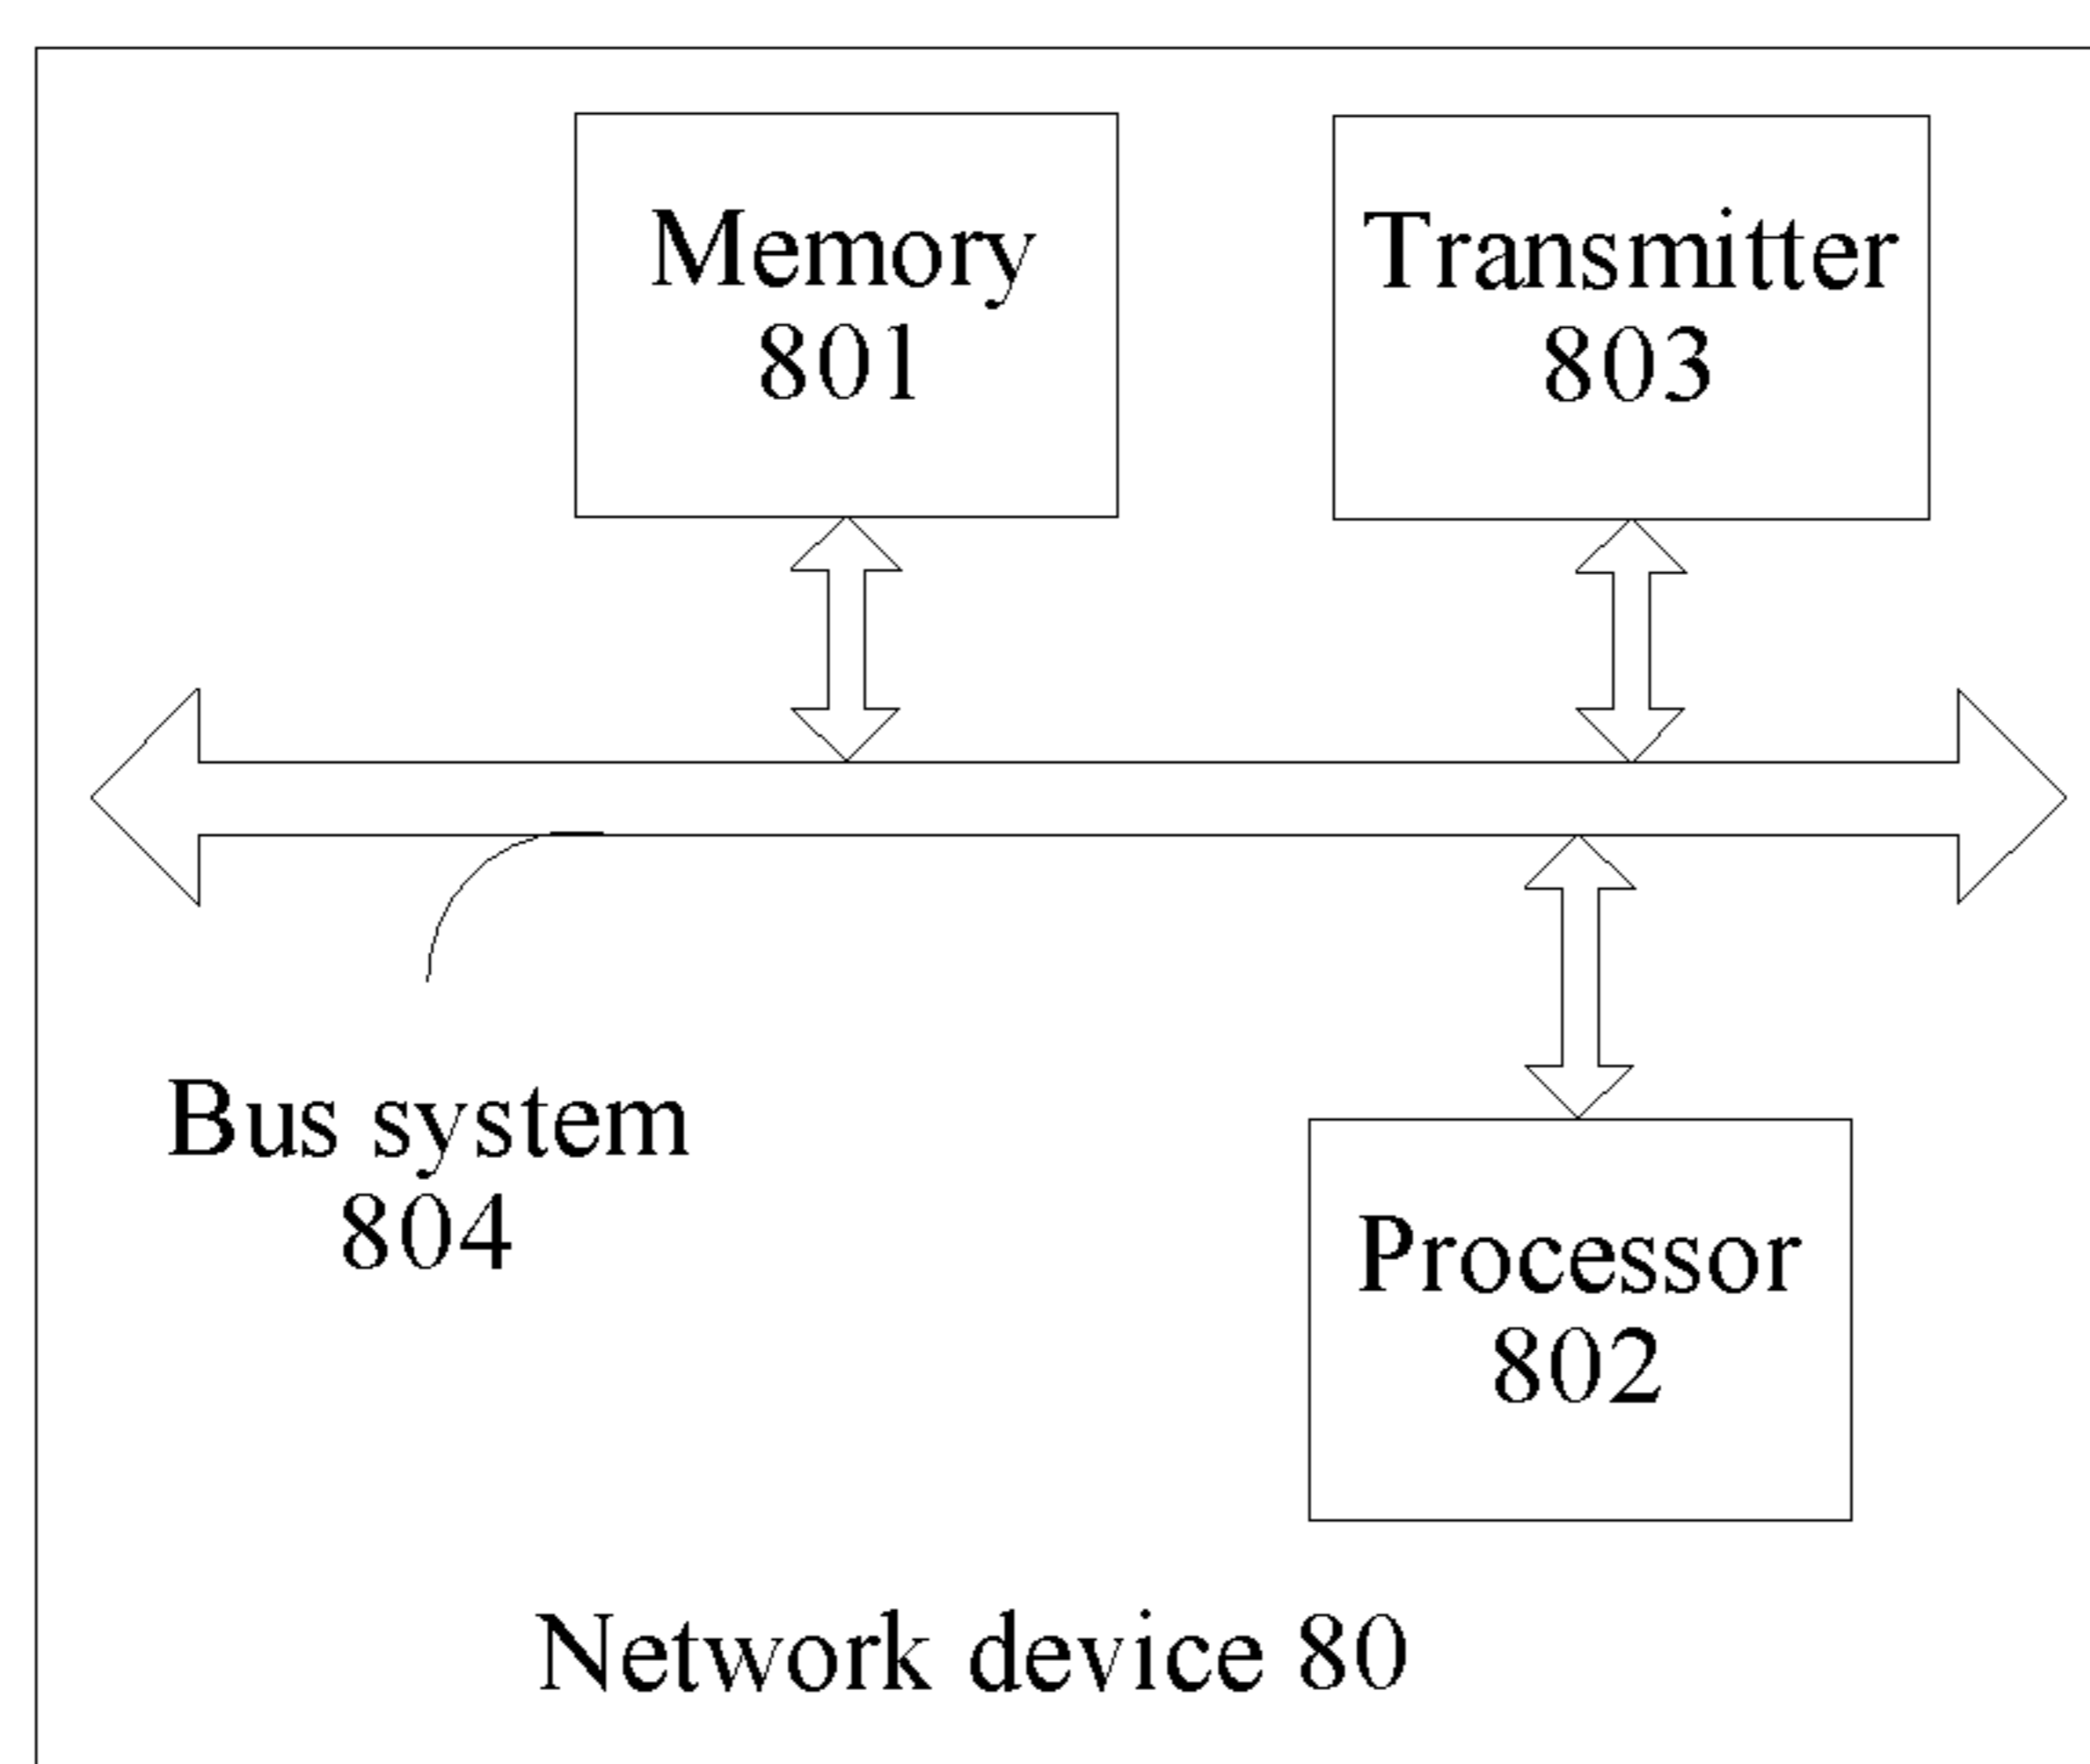 Memory
801
Transmitter
803
Bus system
804
Processor
802
Network device 80